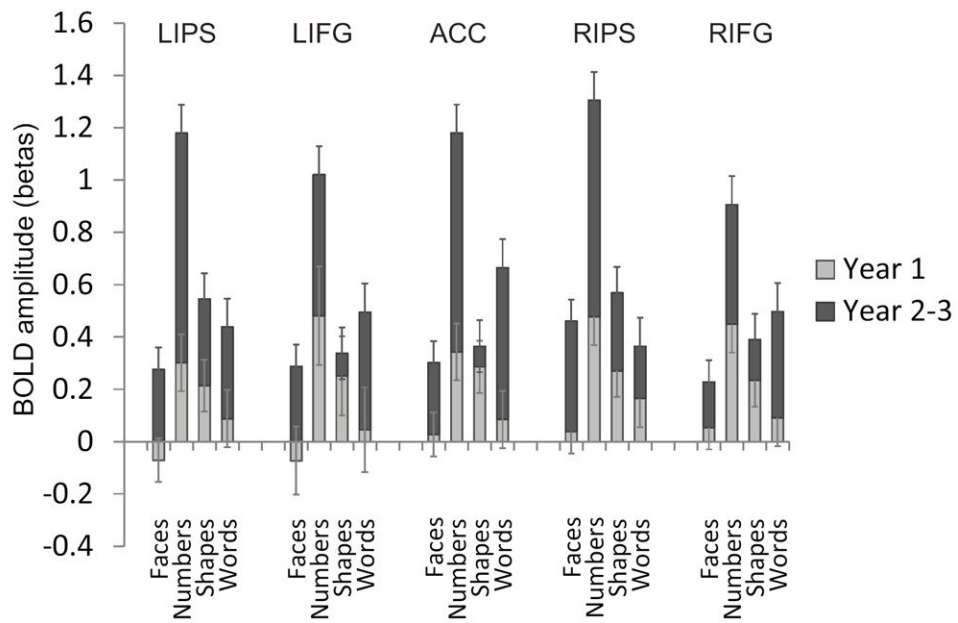 LIPS LIFG ACC RIPS RIFG
BOLD amplitude (betas)
1.6
1.4
1.2
1
0.8
0.6
0.4
0.2
0
-0.2
-0.4
Year 1
Year 2-3
Faces
Numbers
Shapes
Words
Faces
Numbers
Shapes
Words
Faces
Numbers
Shapes
Words
Faces
Numbers
Shapes
Words
Faces
Numbers
Shapes
Words